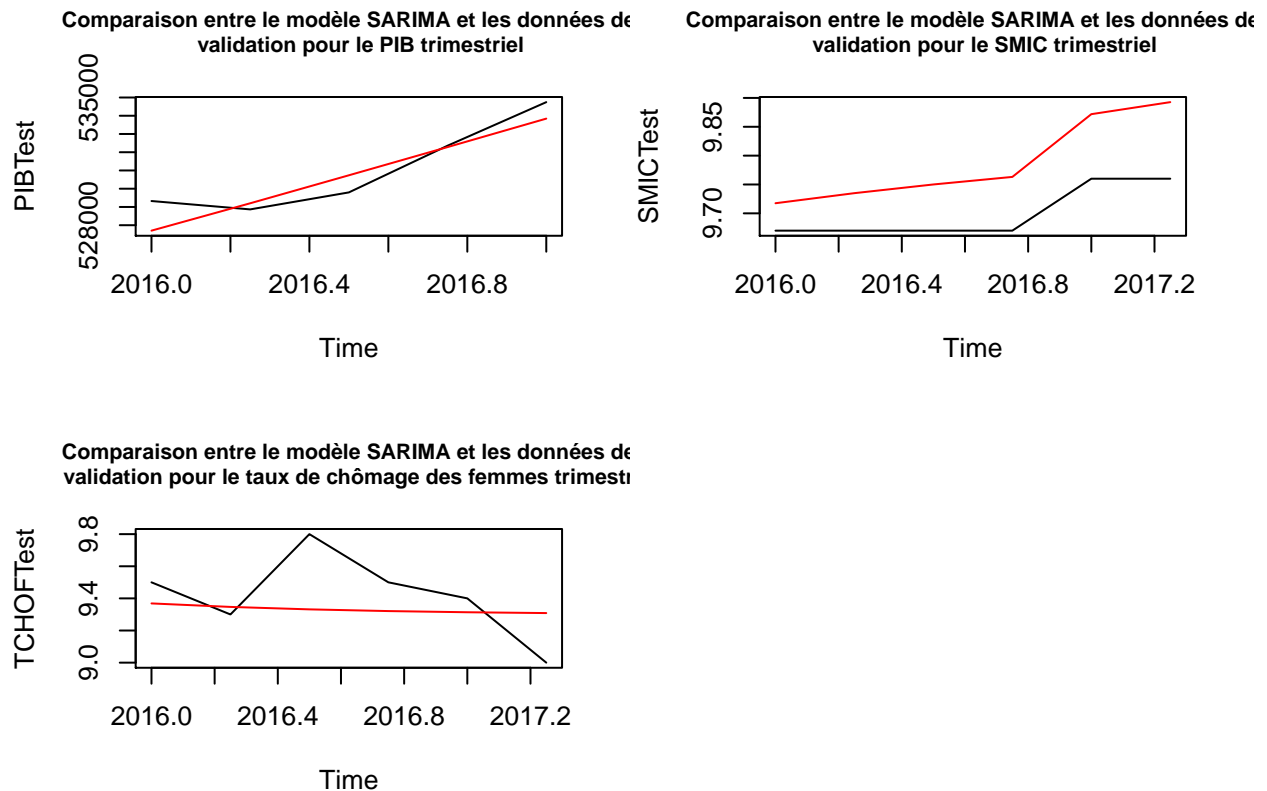 Comparaison entre le modèle SARIMA et les données de
validation pour le PIB trimestriel
PIBTest
535000
528000
2016.0 2016.4 2016.8
Time
Comparaison entre le modèle SARIMA et les données de
validation pour le SMIC trimestriel
SMICTest
9.85
9.70
2016.0 2016.4 2016.8 2017.2
Time
Comparaison entre le modèle SARIMA et les données de
validation pour le taux de chômage des femmes trimestr
TCHOFTest
9.8
9.4
9.0
2016.0 2016.4 2016.8 2017.2
Time